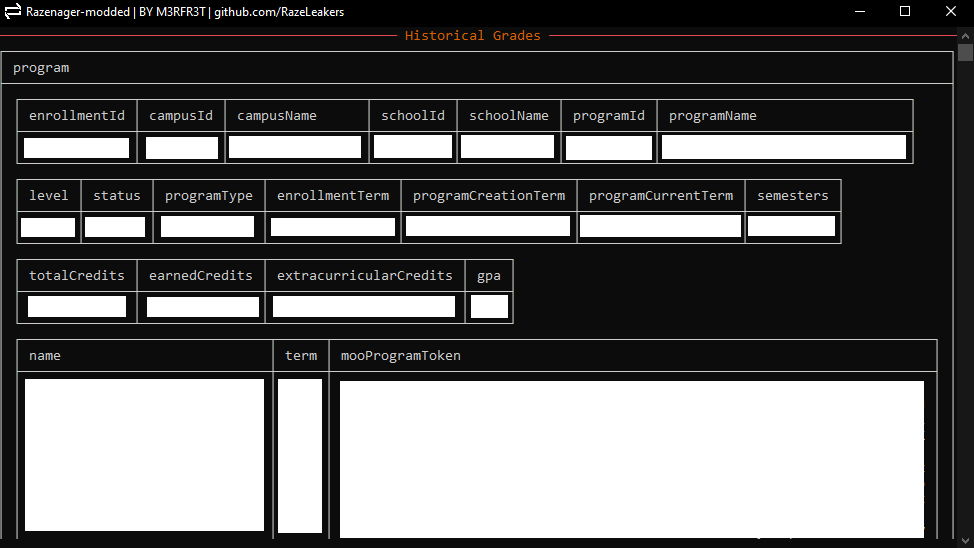 Razenager-modded | BY M3RFR3T | github.com/RazeLeakers
Historical Grades
program
enrollmentId campusId campusName schoolId schoolName programId programName
level status programType enrollmentTerm programCreationTerm programCurrentTerm semesters
totalCredits earnedCredits extracurricularCredits gpa
name term mooProgramToken